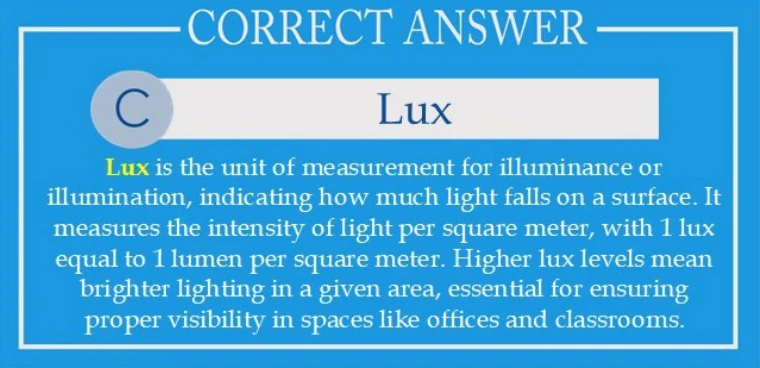 CORRECT ANSWER
C Lux
Lux is the unit of measurement for illuminance or
illumination, indicating how much light falls on a surface. It
measures the intensity of light per square meter, with 1 lux
equal to 1 lumen per square meter. Higher lux levels mean
brighter lighting in a given area, essential for ensuring
proper visibility in spaces like offices and classrooms.